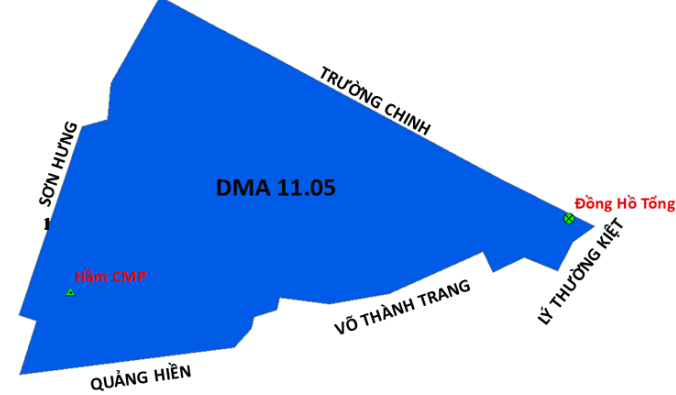 TRƯỜNG CHINH
SƠN HƯNG
DMA 11.05
Đồng Hồ Tổng
1
LÝ THƯỜNG KIỆT
Hầm CMP
VÕ THÀNH TRANG
QUẢNG HIỀN